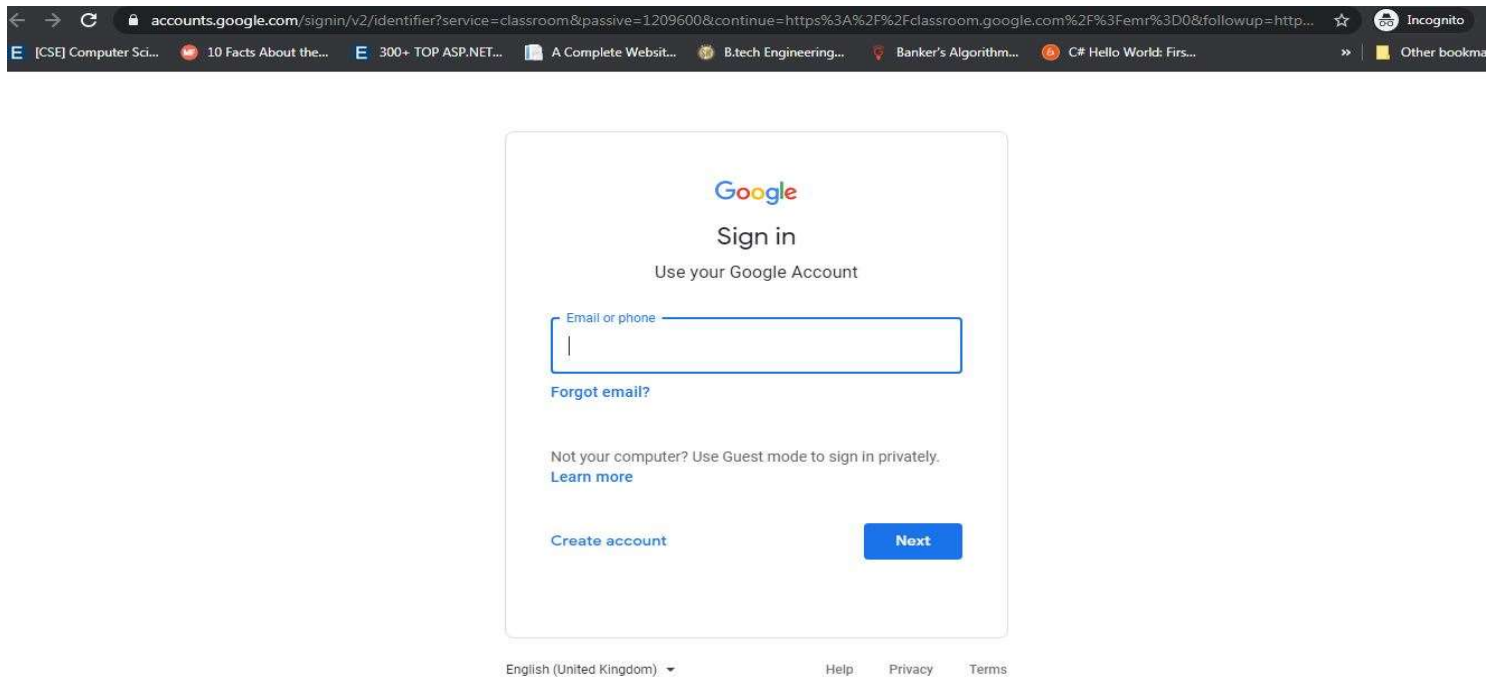 accounts.google.com/signin/v2/identifier?service=classroom&passive=1209600&continue=https%3A%2F%2Fclassroom.google.com%2F%3Femr%3D0&followup=http... Incognito
[CSE] Computer Sci... 10 Facts About the... 300+ TOP ASP.NET... A Complete Websit... B.tech Engineering... Banker's Algorithm... C# Hello World: Firs... » Other bookma
Google
Sign in
Use your Google Account
Email or phone
Forgot email?
Not your computer? Use Guest mode to sign in privately.
Learn more
Create account Next
English (United Kingdom) Help Privacy Terms